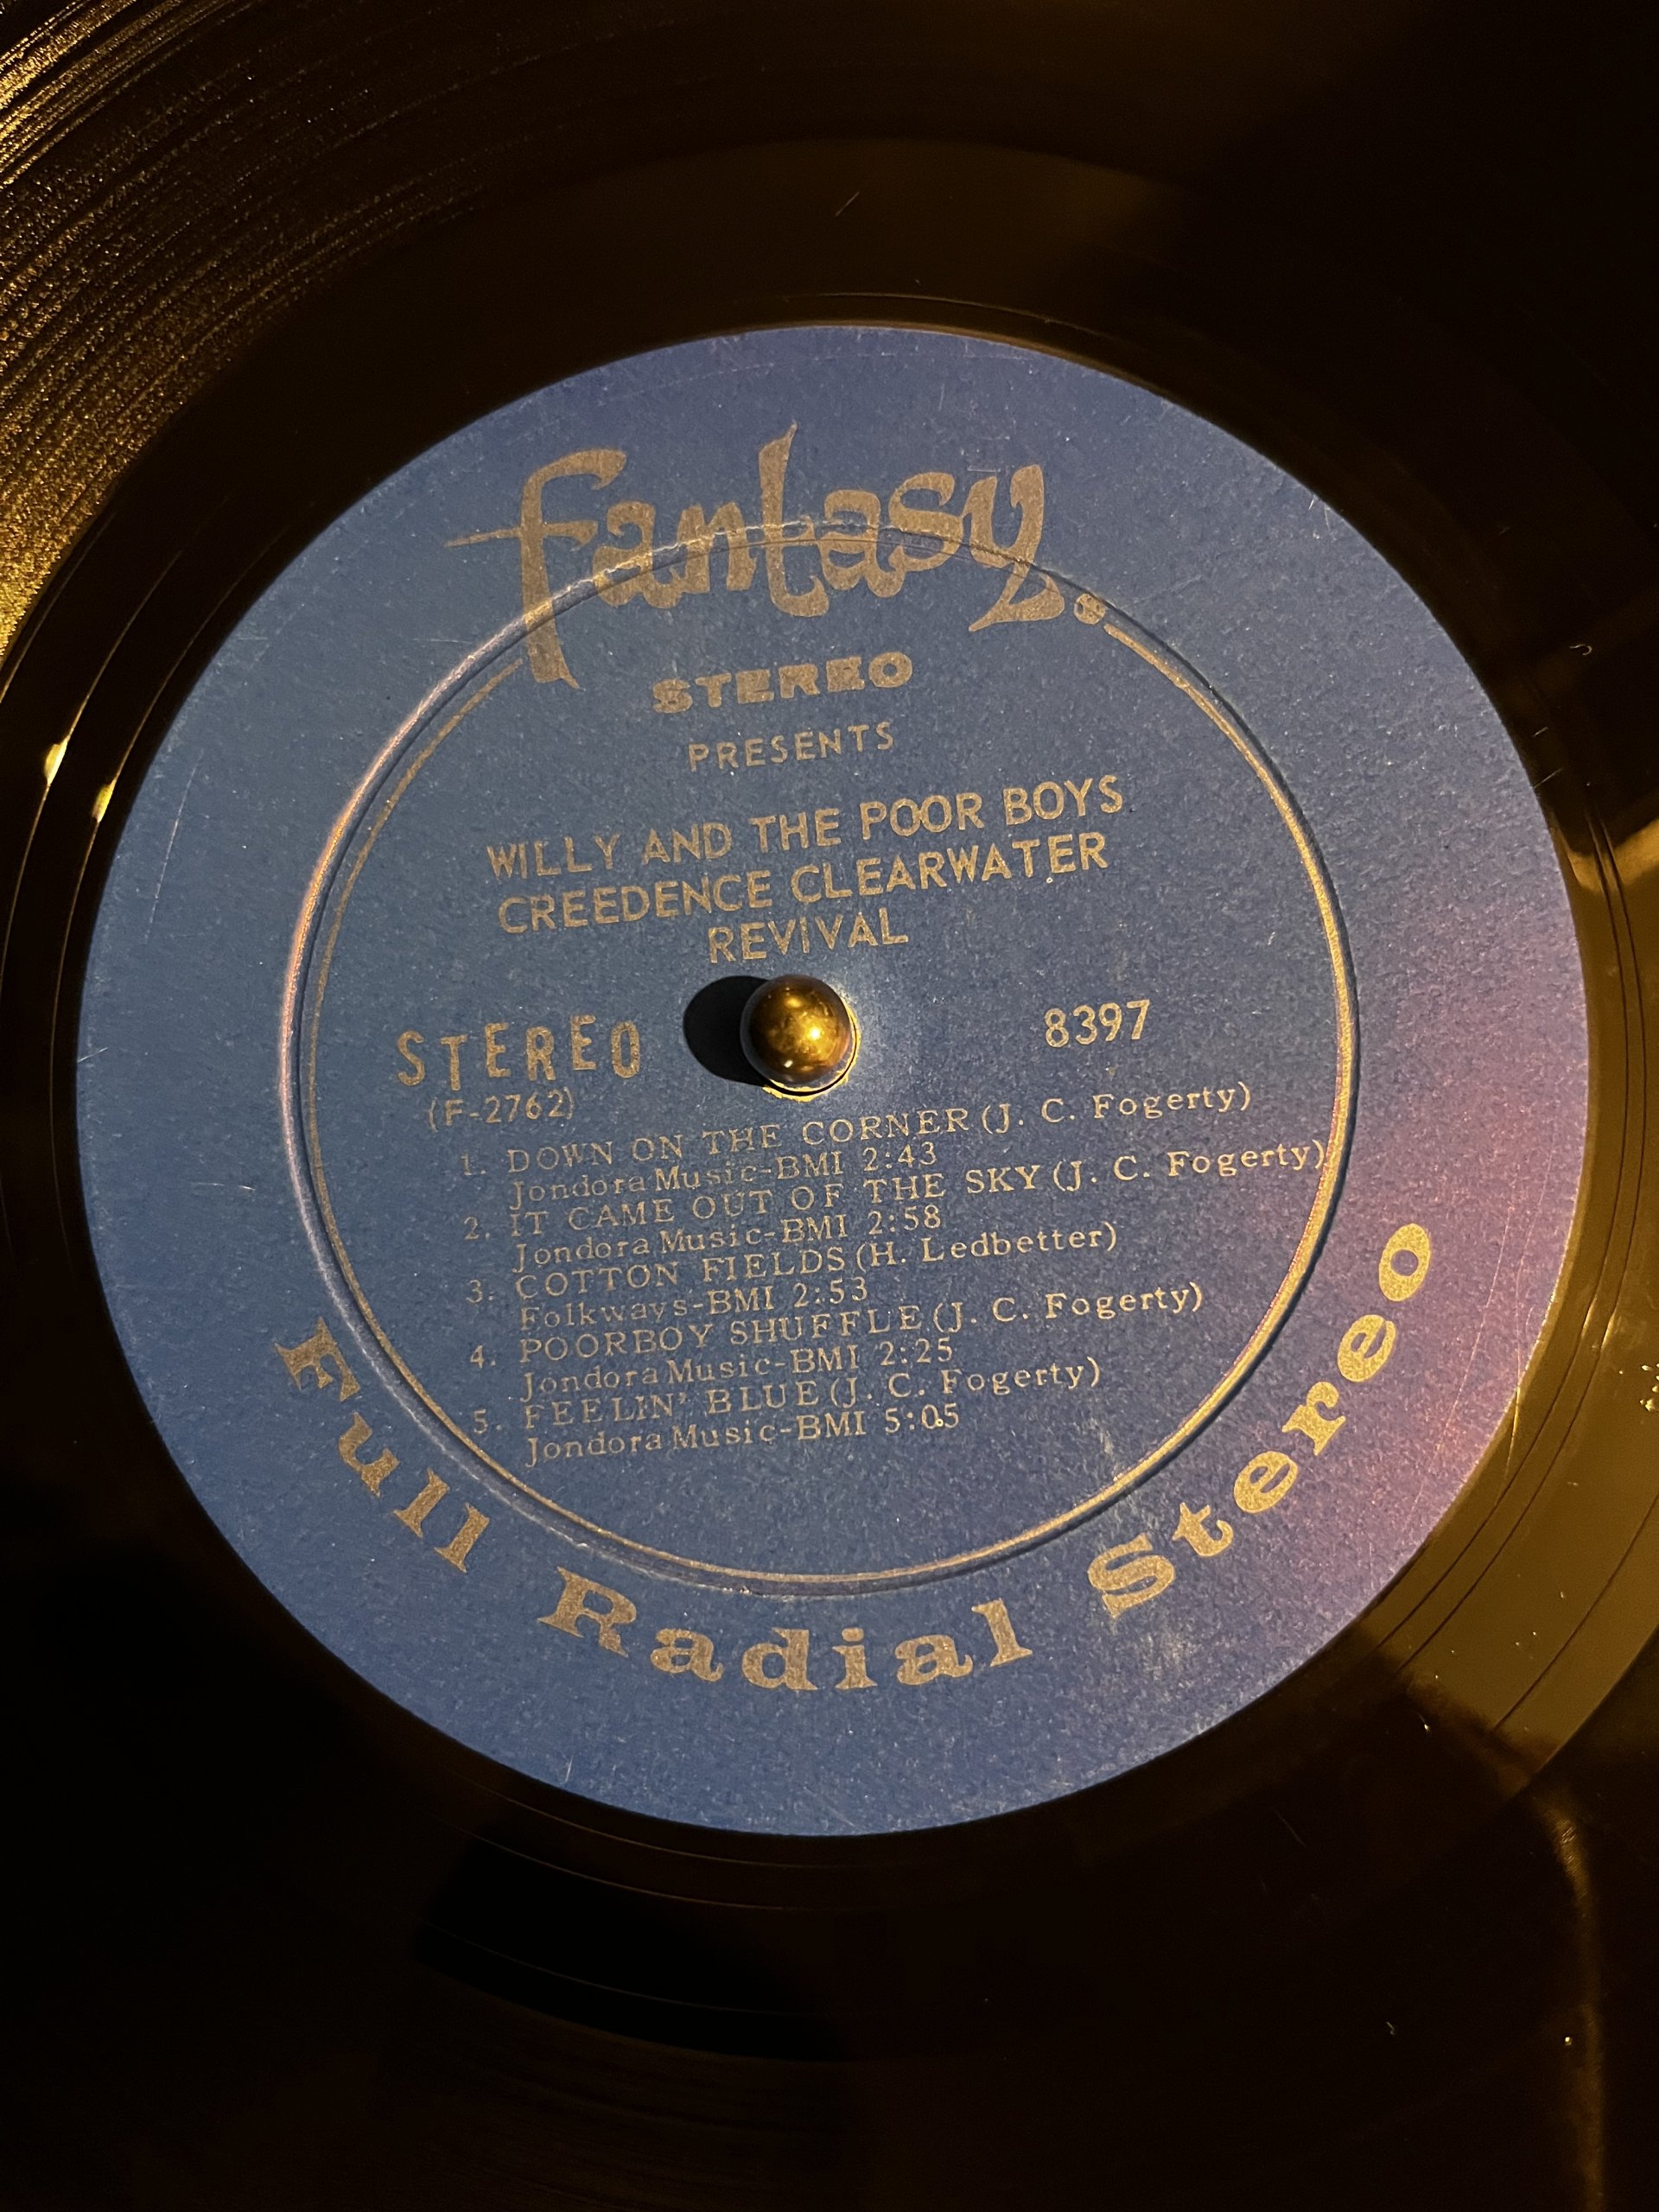 fantasy.
STEREO
PRESENTS
WILLY AND THE POOR BOYS
CREEDENCE CLEARWATER
REVIVAL
STEREO
8397
(F-2762)
1. DOWN ON THE CORNER (J. C. Fogerty)
Jondora Music-BMI 2:43
2. IT CAME OUT OF THE SKY (J. C. Fogerty)
Jondora Music-BMI 2:58
3. COTTON FIELDS (H. Ledbetter)
Folkways-BMI 2:53
4. POORBOY SHUFFLE (J. C. Fogerty)
Jondora Music-BMI 2:25
5. FEELIN' BLUE (J. C. Fogerty)
Jondora Music-BMI 5:05
Full Radial Stereo